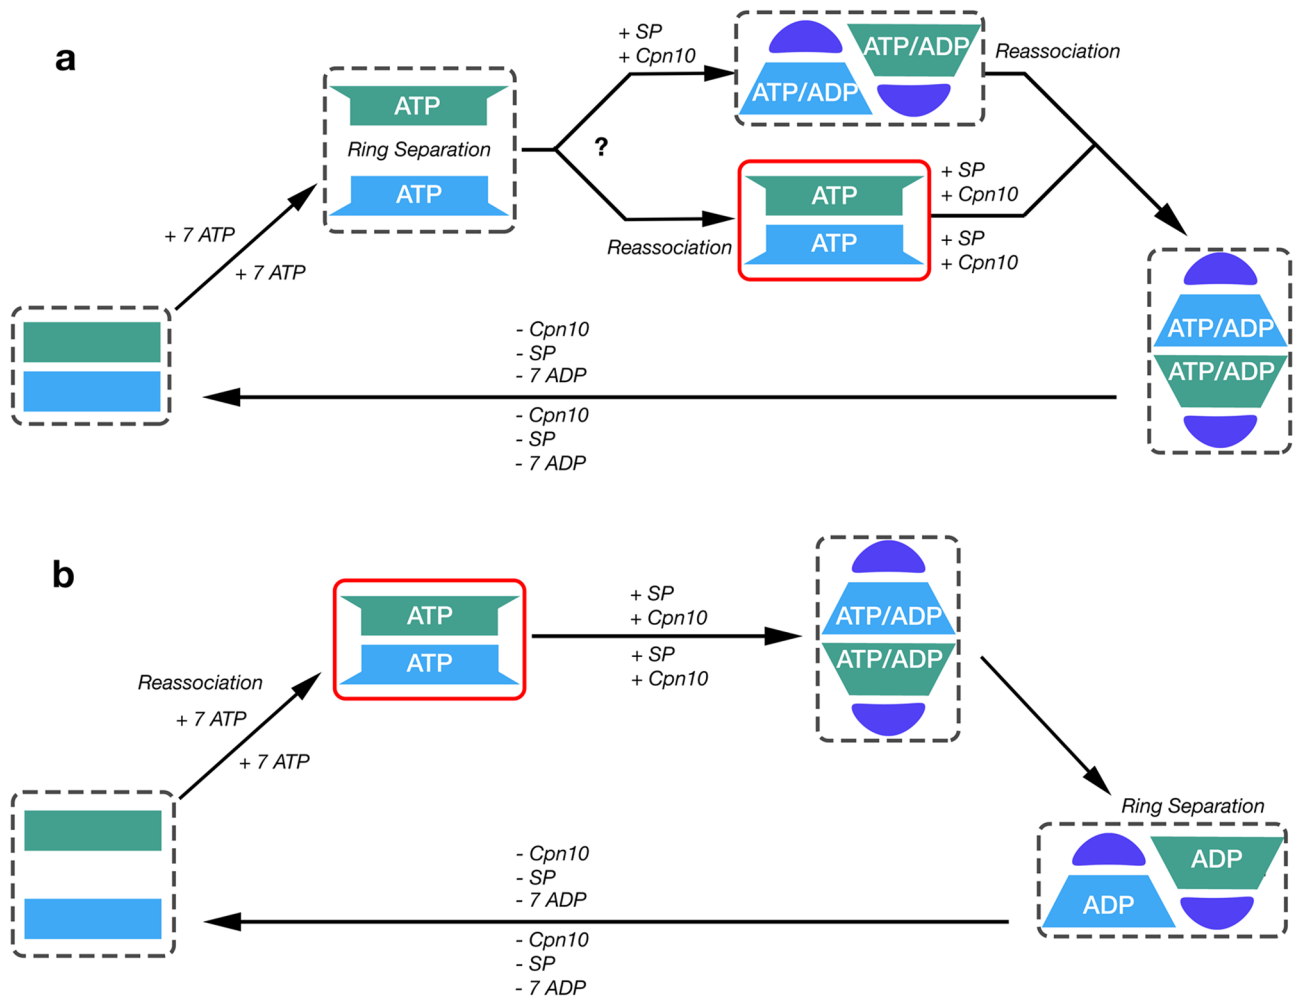 a
+ SP
+ Cpn10
ATP/ADP
ATP/ADP
Reassociation
ATP
Ring Separation
ATP
?
+ 7 ATP
+ 7 ATP
Reassociation
ATP
ATP
+ SP
+ Cpn10
+ SP
+ Cpn10
ATP/ADP
ATP/ADP
- Cpn10
- SP
- 7 ADP
- Cpn10
- SP
- 7 ADP
b
Reassociation
+ 7 ATP
+ 7 ATP
ATP
ATP
+ SP
+ Cpn10
+ SP
+ Cpn10
ATP/ADP
ATP/ADP
Ring Separation
ADP
ADP
- Cpn10
- SP
- 7 ADP
- Cpn10
- SP
- 7 ADP